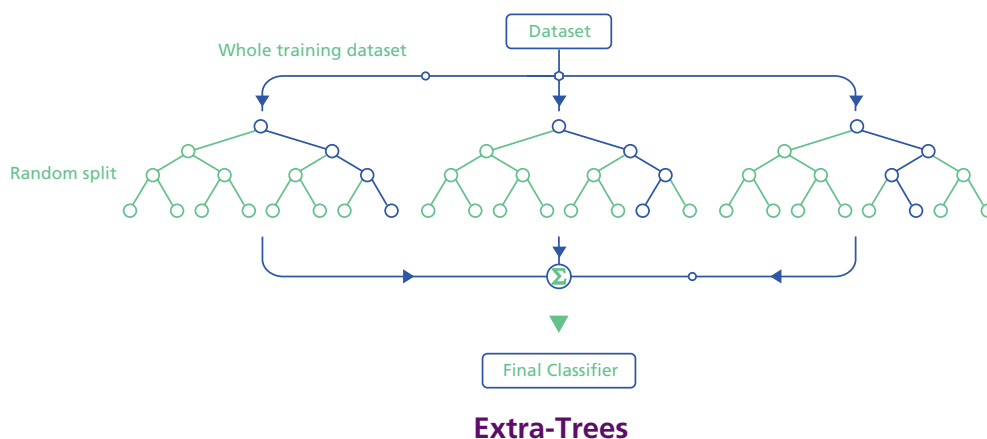 Dataset
Whole training dataset
Random split
Σ
Final Classifier
Extra-Trees